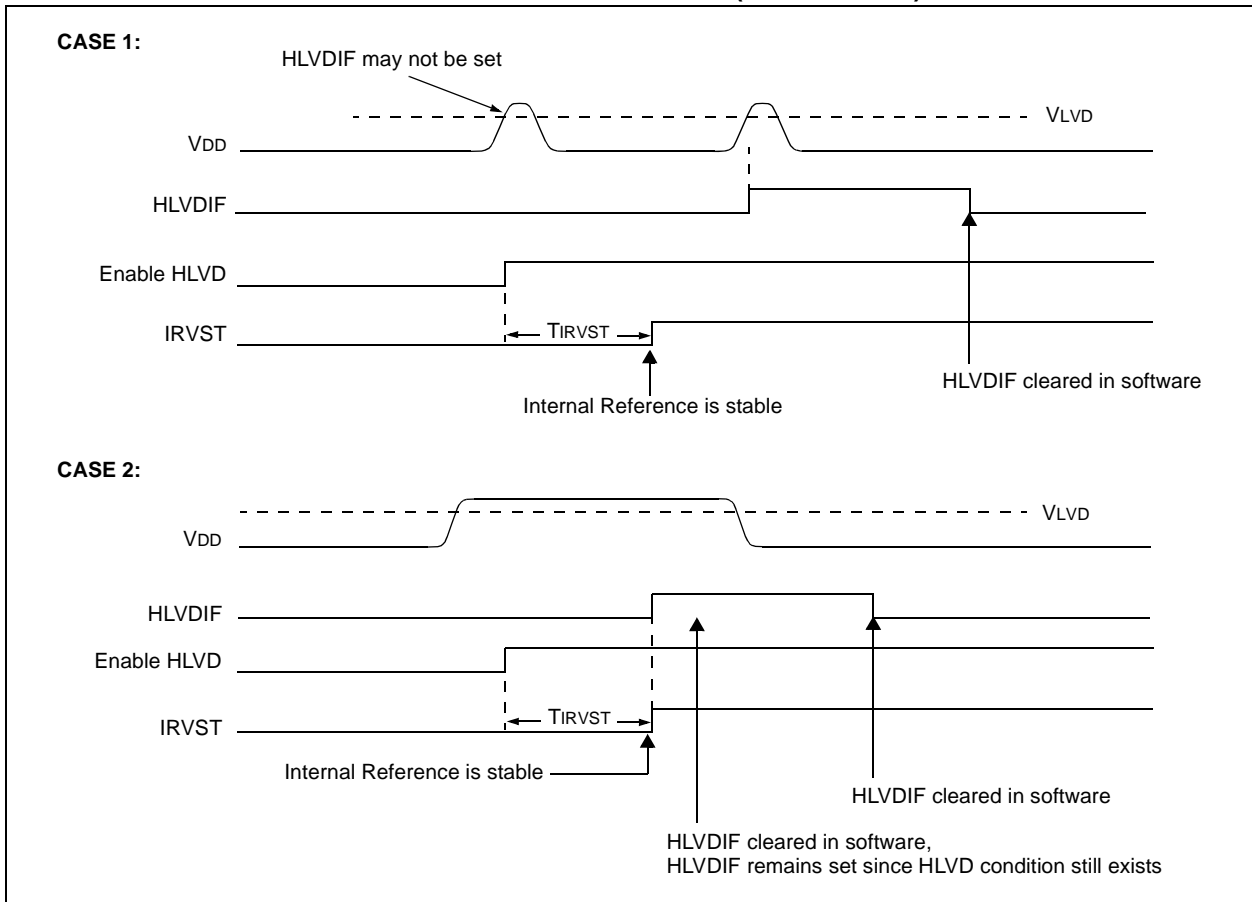 CASE 1:
HLVDIF may not be set
VLVD
VDD
HLVDIF
Enable HLVD
IRVST
TIRVST
HLVDIF cleared in software
Internal Reference is stable
CASE 2:
VLVD
VDD
HLVDIF
Enable HLVD
IRVST
TIRVST
Internal Reference is stable
HLVDIF cleared in software
HLVDIF cleared in software,
HLVDIF remains set since HLVD condition still exists